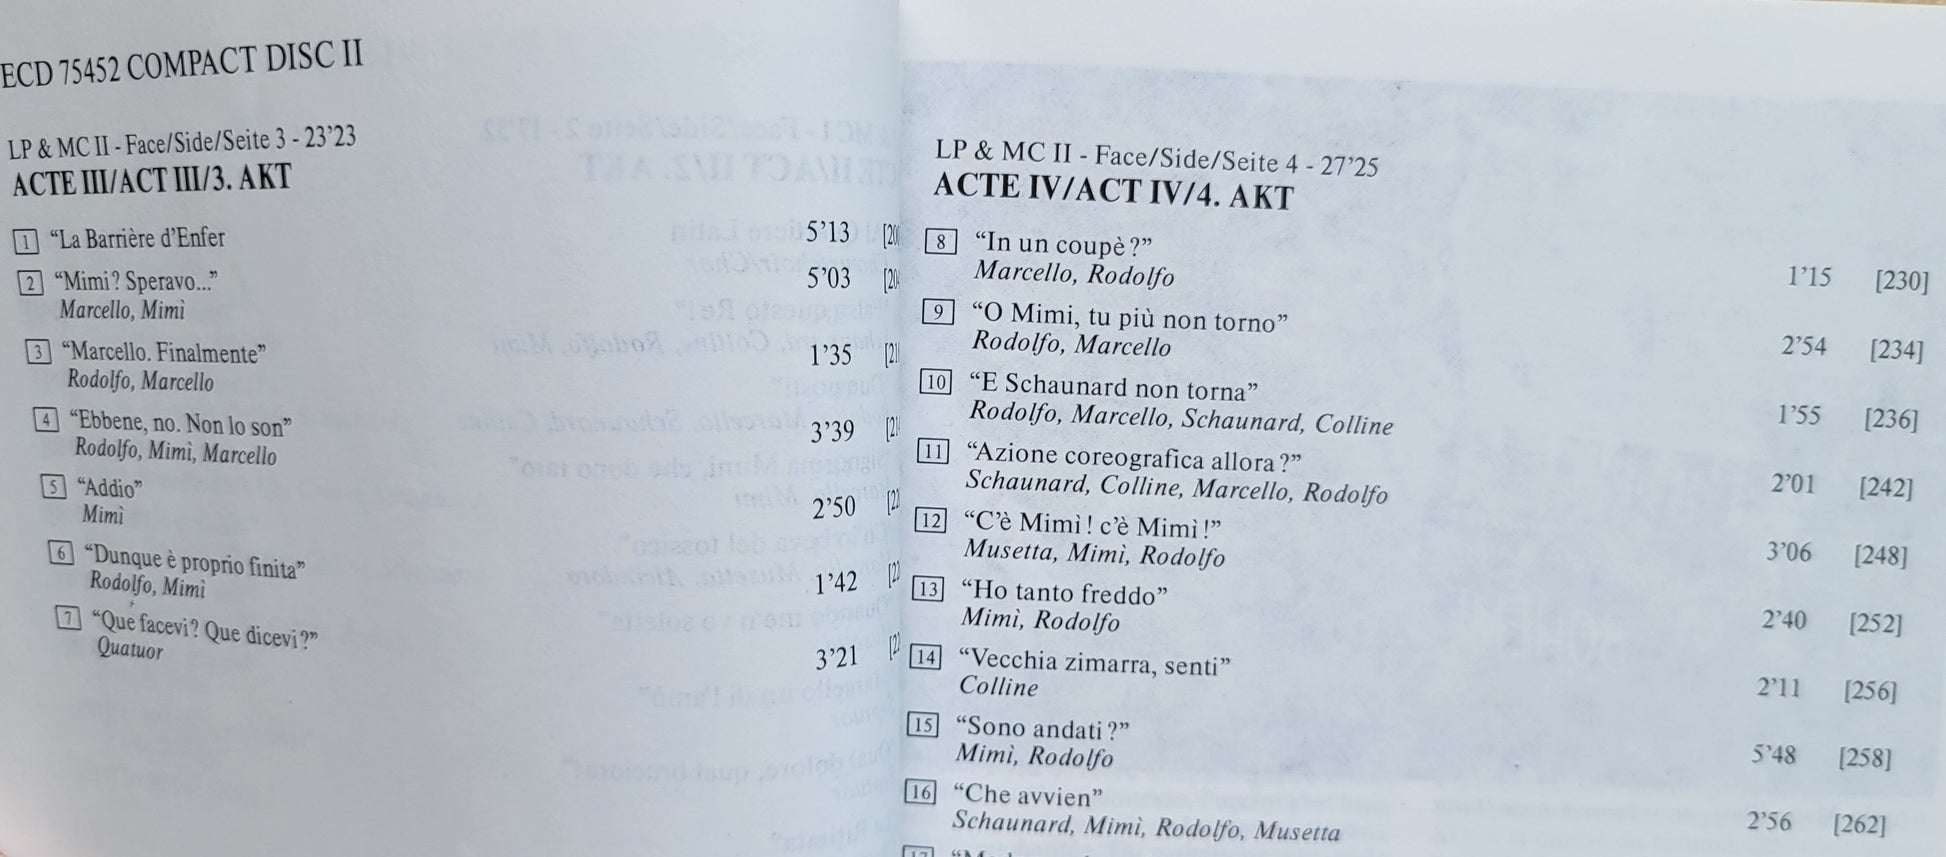 ECD 75452 COMPACT DISC II
LP & MC II - Face/Side/Seite 3 - 23’23
ACTE III/ACT III/3. AKT
1 “La Barrière d’Enfer 5’13
2 “Mimi? Speravo...” 5’03
Marcello, Mimì
3 “Marcello. Finalmente” 1’35
Rodolfo, Marcello
4 “Ebbene, no. Non lo son” 3’39
Rodolfo, Mimì, Marcello
5 “Addio” 2’50
Mimì
6 “Dunque è proprio finita” 1’42
Rodolfo, Mimì
7 “Que facevi? Que dicevi?” 3’21
Quatuor
LP & MC II - Face/Side/Seite 4 - 27’25
ACTE IV/ACT IV/4. AKT
8 “In un coupè?”
Marcello, Rodolfo 1’15 [230]
9 “O Mimi, tu più non torno”
Rodolfo, Marcello 2’54 [234]
10 “E Schaunard non torna”
Rodolfo, Marcello, Schaunard, Colline 1’55 [236]
11 “Azione coreografica allora?”
Schaunard, Colline, Marcello, Rodolfo 2’01 [242]
12 “C’è Mimì! c’è Mimì!”
Musetta, Mimì, Rodolfo 3’06 [248]
13 “Ho tanto freddo”
Mimì, Rodolfo 2’40 [252]
14 “Vecchia zimarra, senti”
Colline 2’11 [256]
15 “Sono andati?”
Mimì, Rodolfo 5’48 [258]
16 “Che avvien”
Schaunard, Mimì, Rodolfo, Musetta 2’56 [262]